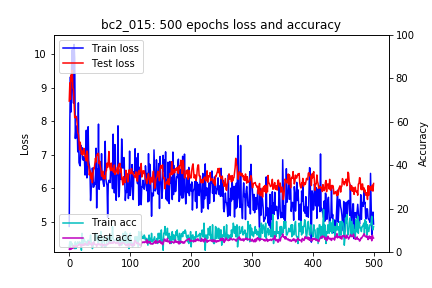 bc2_015: 500 epochs loss and accuracy
Train loss
Test loss
Train acc
Test acc
Loss
Accuracy
10
9
8
7
6
5
100
80
60
40
20
0
0
100
200
300
400
500